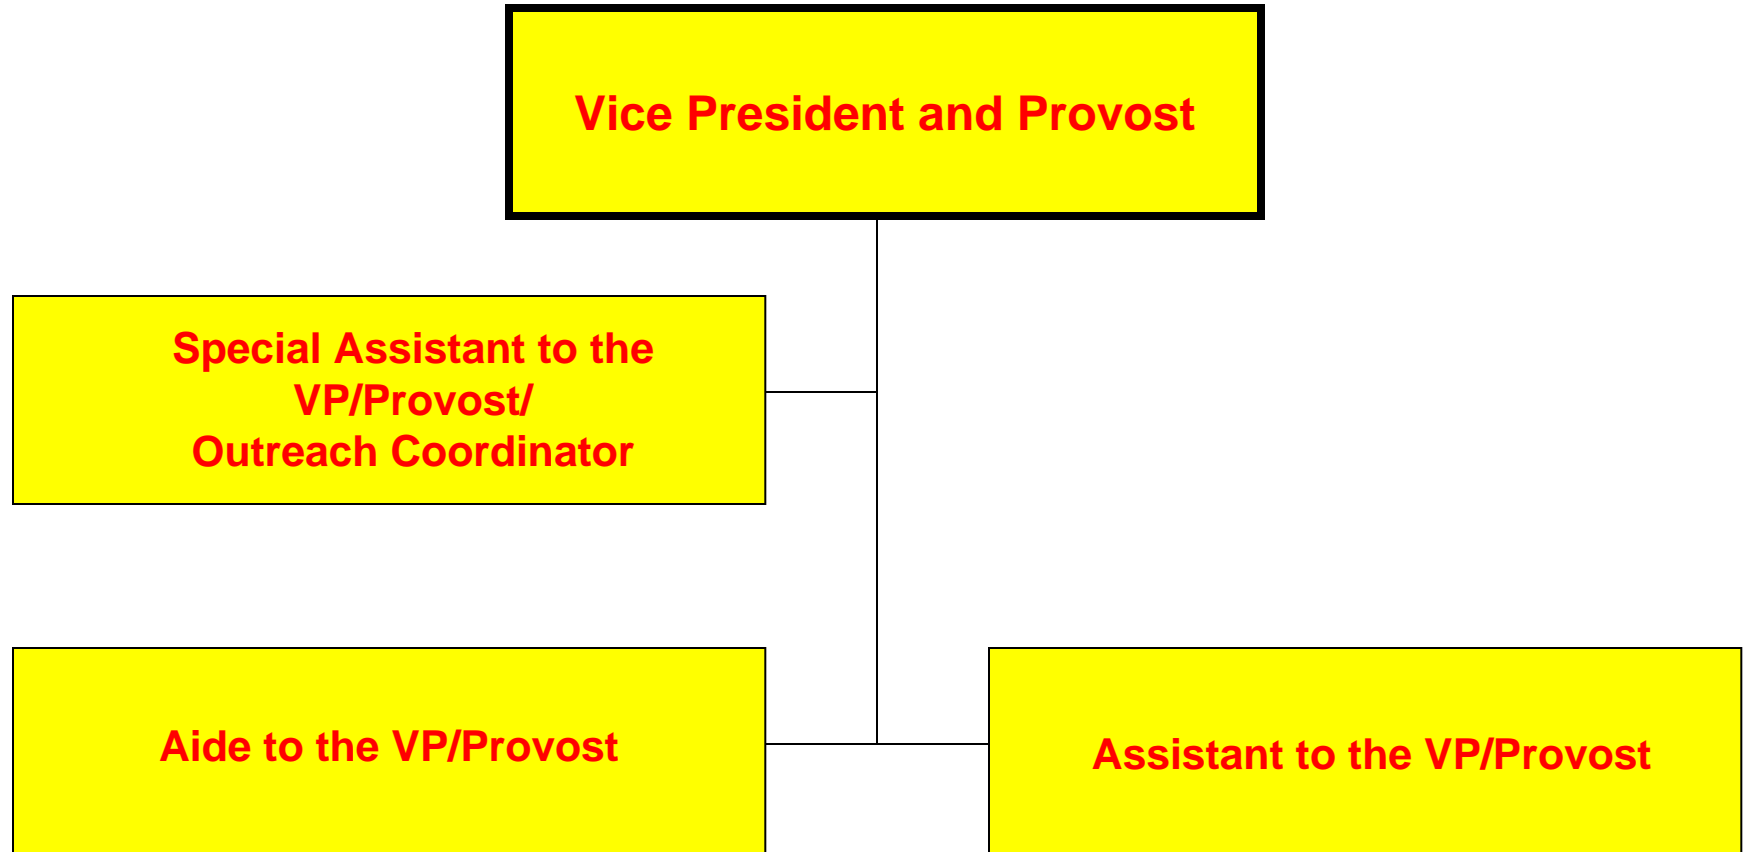 Vice President and Provost
Special Assistant to the
VP/Provost/
Outreach Coordinator
Aide to the VP/Provost
Assistant to the VP/Provost